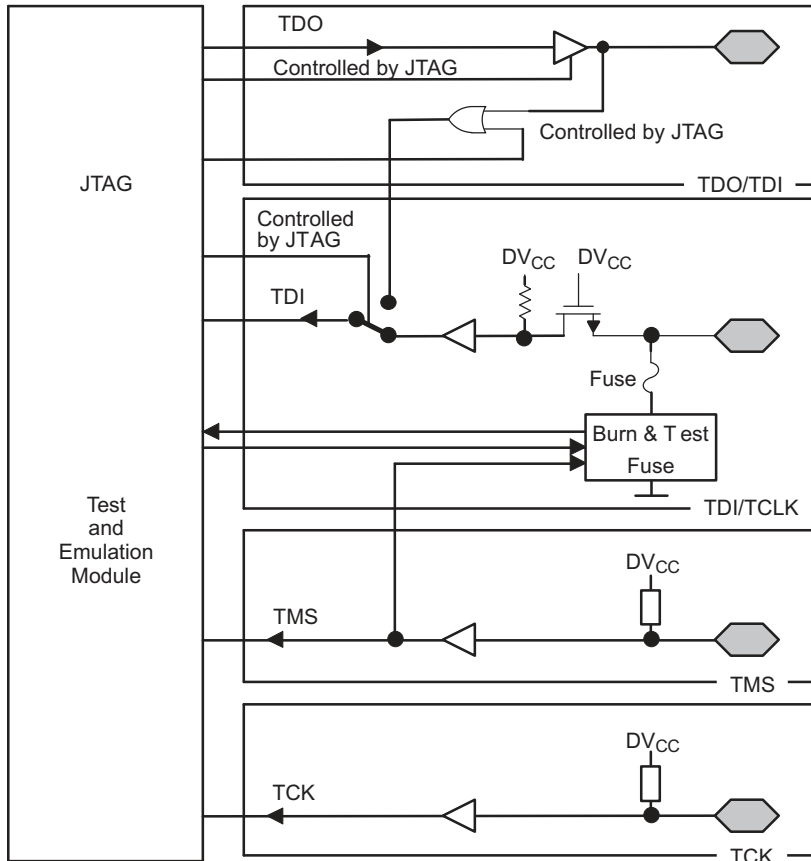 TDO
Controlled by JTAG
Controlled by JTAG
JTAG
TDO/TDI
Controlled
by JTAG
DVCC
DVCC
TDI
Fuse
Burn & T est
Fuse
TDI/TCLK
Test
and
Emulation
Module
DVCC
TMS
TMS
DVCC
TCK
TCK